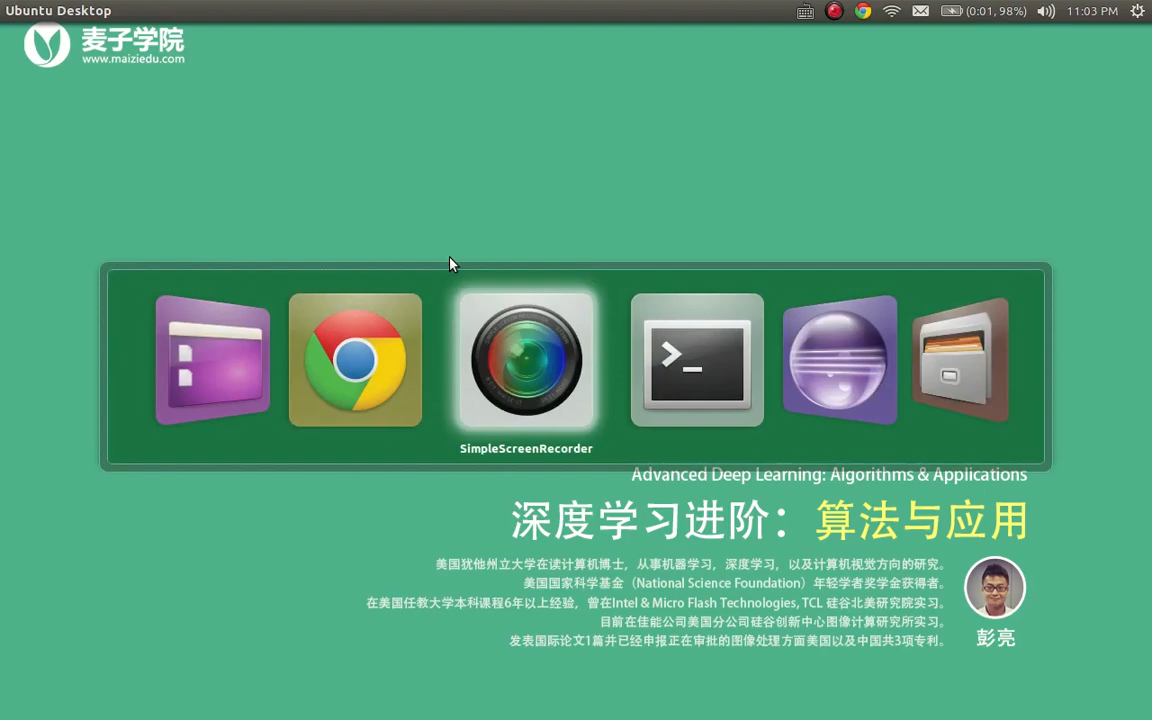 Ubuntu Desktop
(0:01, 98%)
11:03 PM
麦子学院
www.maiziedu.com
SimpleScreenRecorder
Advanced Deep Learning: Algorithms & Applications
深度学习进阶：算法与应用
美国犹他州立大学在读计算机博士，从事机器学习，深度学习，以及计算机视觉方向的研究。
美国国家科学基金（National Science Foundation）年轻学者奖学金获得者。
在美国任教大学本科课程6年以上经验，曾在Intel & Micro Flash Technologies, TCL 硅谷北美研究院实习。
目前在佳能公司美国分公司硅谷创新中心图像计算研究所实习。
发表国际论文1篇并已经申报正在审批的图像处理方面美国以及中国共3项专利。
彭亮